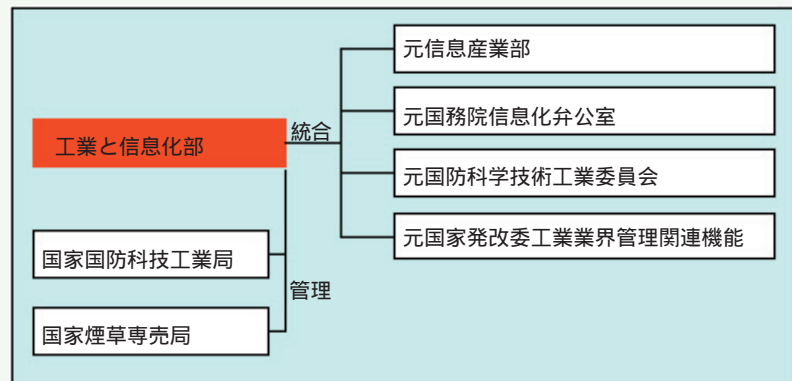 元信息産業部
元国務院信息化弁公室
統合
工業と信息化部
元国防科学技術工業委員会
元国家発改委工業業界管理関連機能
国家国防科技工業局
管理
国家煙草専売局